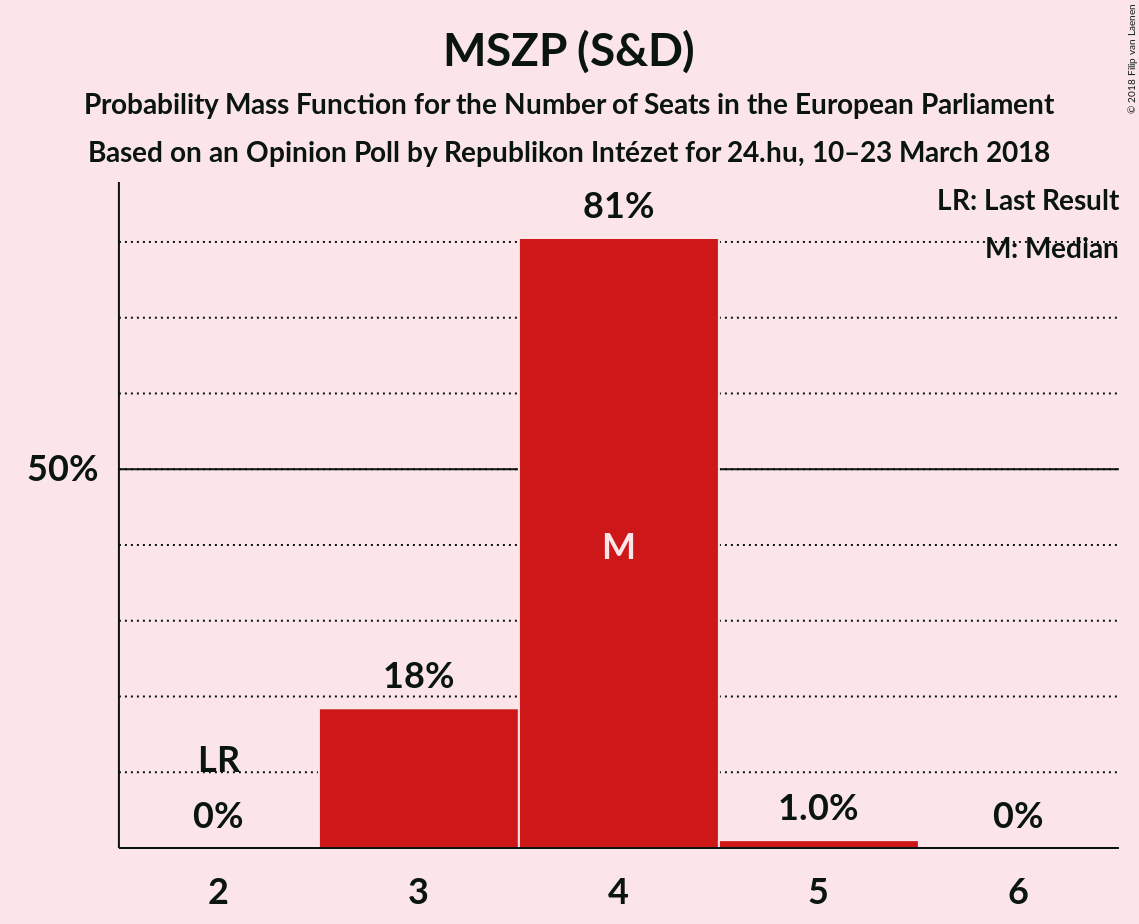 MSZP (S&D)
Probability Mass Function for the Number of Seats in the European Parliament
Based on an Opinion Poll by Republikon Intézet for 24.hu, 10–23 March 2018
© 2018 Filip van Laenen
LR: Last Result
M: Median
81%
50%
M
18%
LR
0%
1.0%
0%
2
3
4
5
6